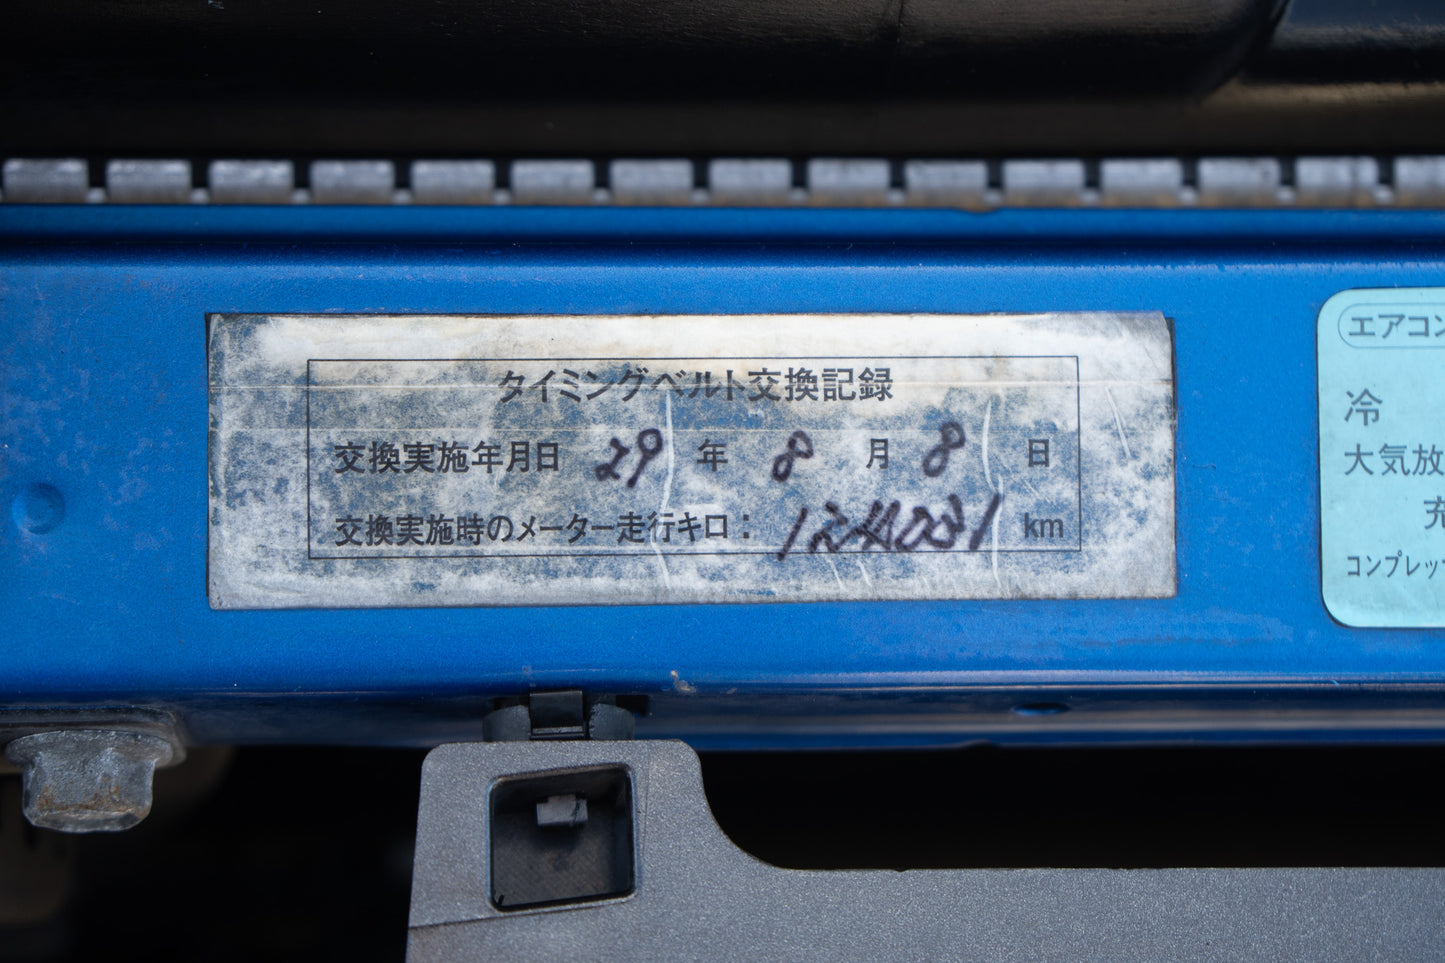 タイミングベルト交換記録
交換実施年月日 29 年 8 月 8 日
交換実施時のメーター走行キロ： 124031 km
エアコン
冷
大気放
充
コンプレッ